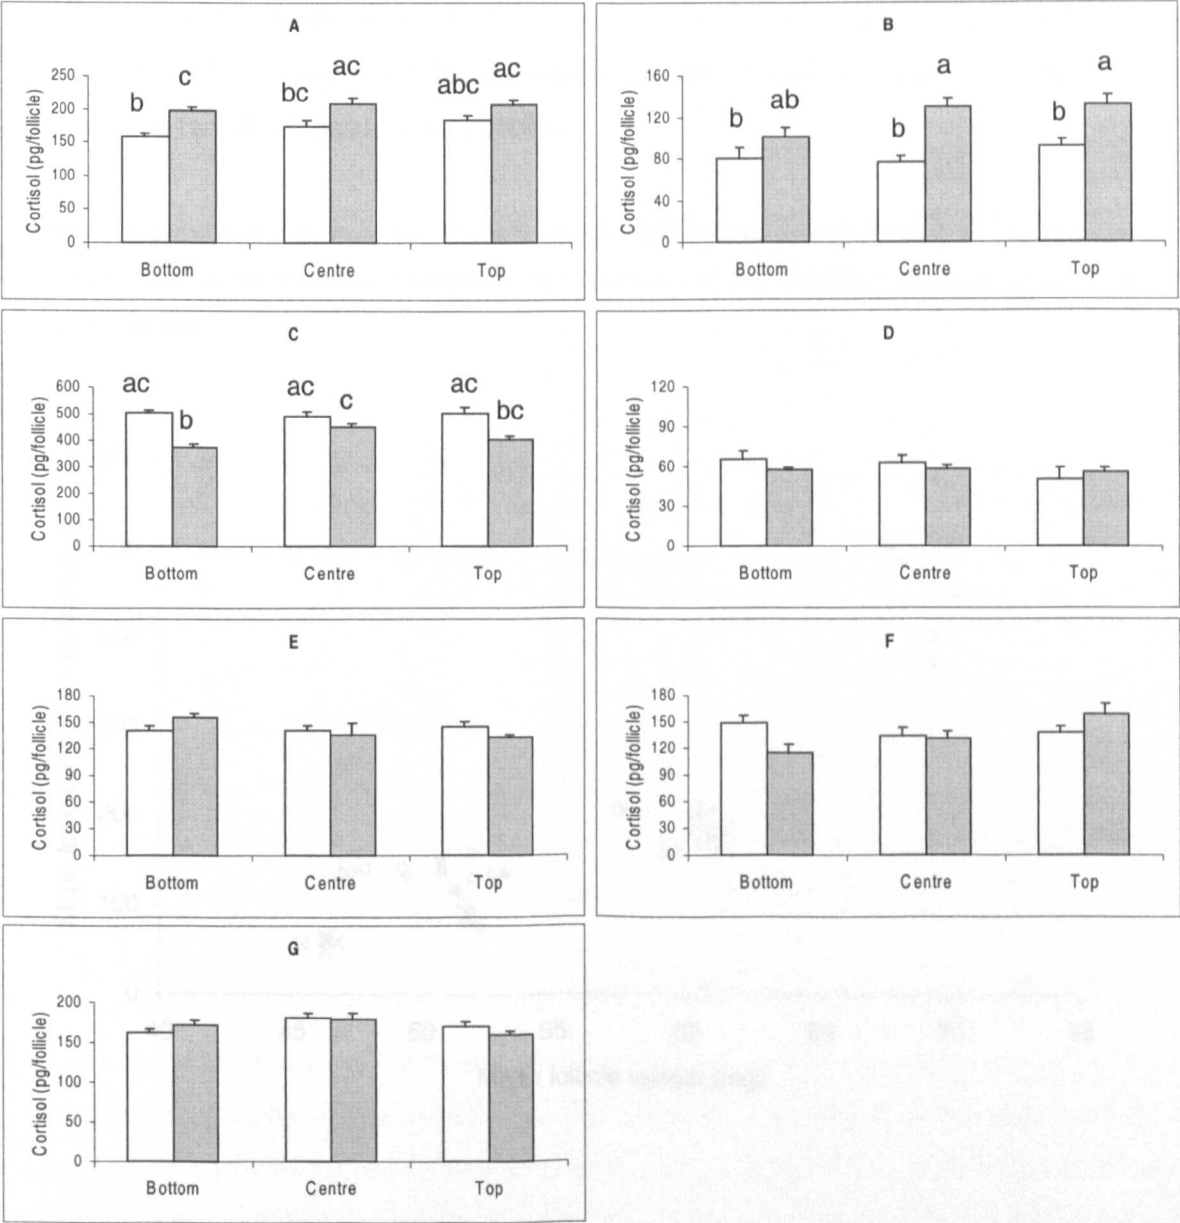 A
Cortisol (pg/follicle)
250
200
150
100
50
0
b
c
bc
ac
abc
ac
Bottom
Centre
Top
B
Cortisol (pg/follicle)
160
120
80
40
0
b
ab
b
a
b
a
Bottom
Centre
Top
C
Cortisol (pg/follicle)
600
500
400
300
200
100
0
ac
b
ac
c
ac
bc
Bottom
Centre
Top
D
Cortisol (pg/follicle)
120
90
60
30
0
Bottom
Centre
Top
E
Cortisol (pg/follicle)
180
150
120
90
60
30
0
Bottom
Centre
Top
F
Cortisol (pg/follicle)
180
150
120
90
60
30
0
Bottom
Centre
Top
G
Cortisol (pg/follicle)
200
150
100
50
0
Bottom
Centre
Top